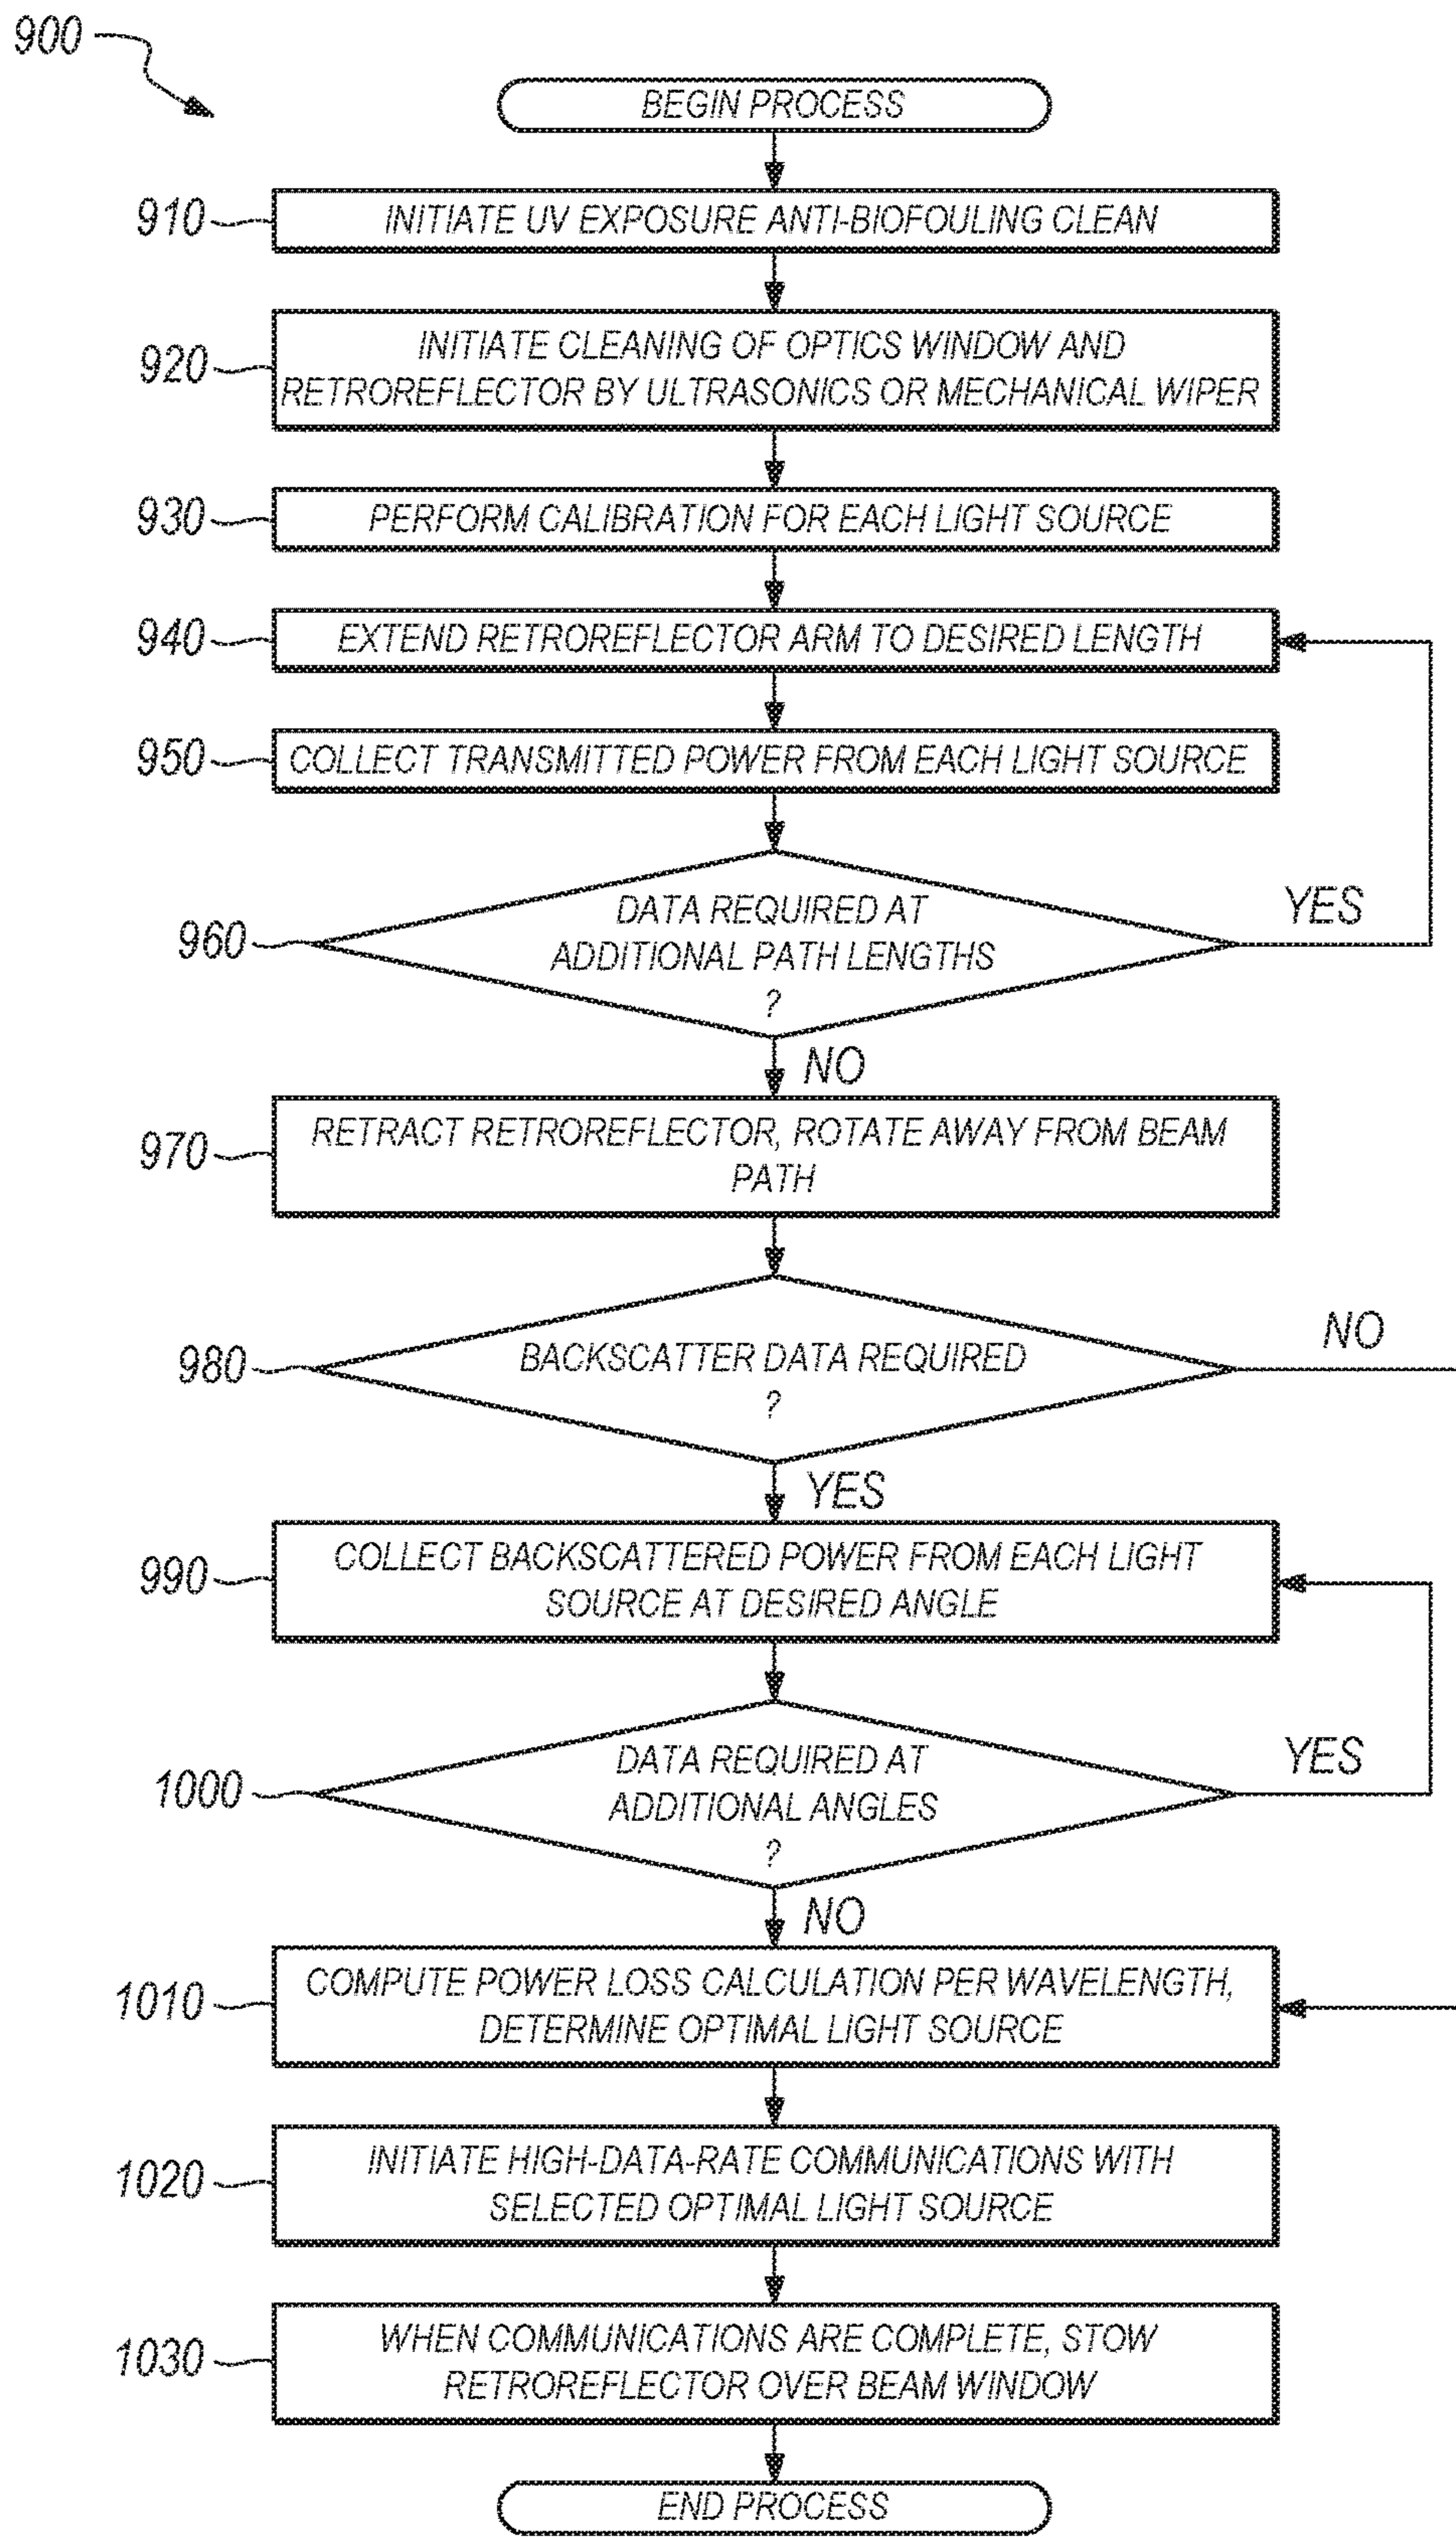 900
BEGIN PROCESS
910
INITIATE UV EXPOSURE ANTI-BIOFOULING CLEAN
920
INITIATE CLEANING OF OPTICS WINDOW AND
RETROREFLECTOR BY ULTRASONICS OR MECHANICAL WIPER
930
PERFORM CALIBRATION FOR EACH LIGHT SOURCE
940
EXTEND RETROREFLECTOR ARM TO DESIRED LENGTH
950
COLLECT TRANSMITTED POWER FROM EACH LIGHT SOURCE
960
DATA REQUIRED AT
ADDITIONAL PATH LENGTHS
?
YES
NO
970
RETRACT RETROREFLECTOR, ROTATE AWAY FROM BEAM
PATH
980
BACKSCATTER DATA REQUIRED
?
NO
YES
990
COLLECT BACKSCATTERED POWER FROM EACH LIGHT
SOURCE AT DESIRED ANGLE
1000
DATA REQUIRED AT
ADDITIONAL ANGLES
?
YES
NO
1010
COMPUTE POWER LOSS CALCULATION PER WAVELENGTH,
DETERMINE OPTIMAL LIGHT SOURCE
1020
INITIATE HIGH-DATA-RATE COMMUNICATIONS WITH
SELECTED OPTIMAL LIGHT SOURCE
1030
WHEN COMMUNICATIONS ARE COMPLETE, STOW
RETROREFLECTOR OVER BEAM WINDOW
END PROCESS